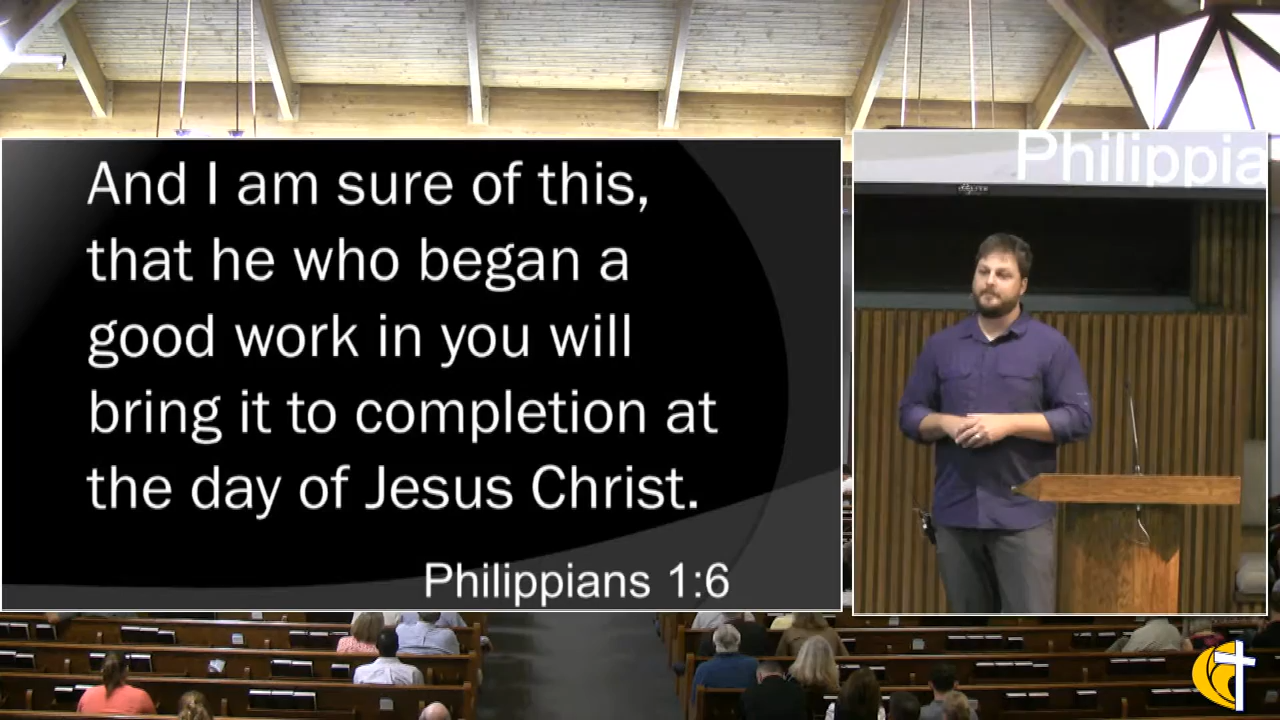 And I am sure of this,
that he who began a
good work in you will
bring it to completion at
the day of Jesus Christ.
Philippians 1:6
Philippia